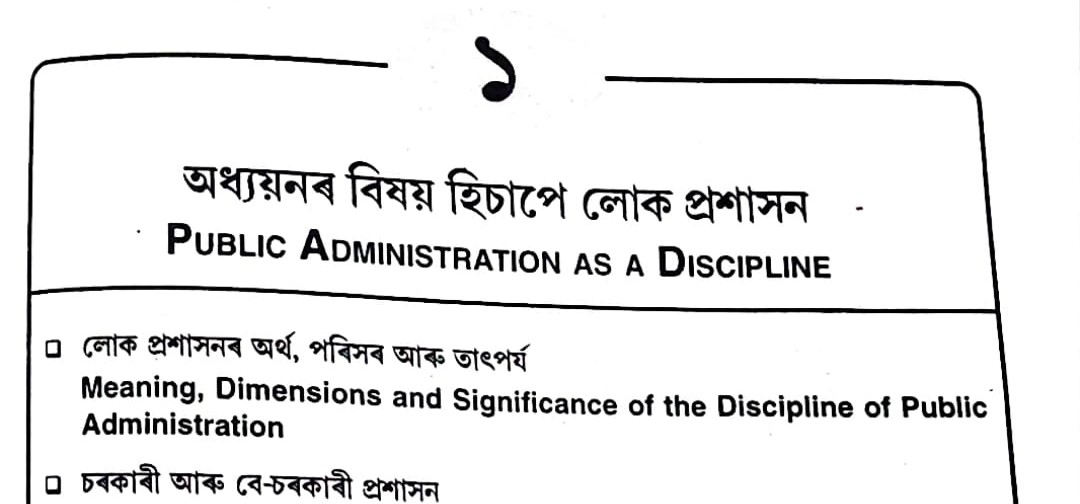 ১
অধ্যয়নৰ বিষয় হিচাপে লোক প্ৰশাসন
PUBLIC ADMINISTRATION AS A DISCIPLINE
❑ লোক প্ৰশাসনৰ অৰ্থ, পৰিসৰ আৰু তাৎপৰ্য
Meaning, Dimensions and Significance of the Discipline of Public
Administration
❑ চৰকাৰী আৰু বে-চৰকাৰী প্ৰশাসন